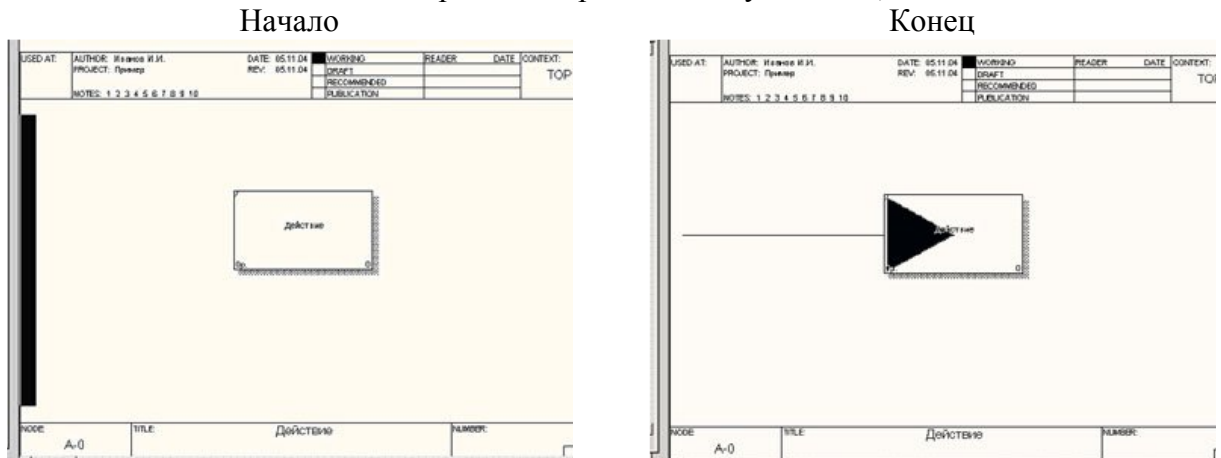 Начало
Конец
USED AT:
AUTHOR: Иванов И.И.
DATE: 05.11.04
WORKING
READER
DATE
CONTEXT:
PROJECT: Пример
REV: 05.11.04
DRAFT
TOP
RECOMMENDED
NOTES: 1 2 3 4 5 6 7 8 9 10
PUBLICATION
Действие
0р.
0
NODE:
TITLE:
Действие
NUMBER:
A-0
USED AT:
AUTHOR: Иванов И.И.
DATE: 05.11.04
WORKING
READER
DATE
CONTEXT:
PROJECT: Пример
REV: 05.11.04
DRAFT
RECOMMENDED
NOTES: 1 2 3 4 5 6 7 8 9 10
PUBLICATION
Действие
0
NODE:
TITLE:
Действие
NUMBER:
A-0